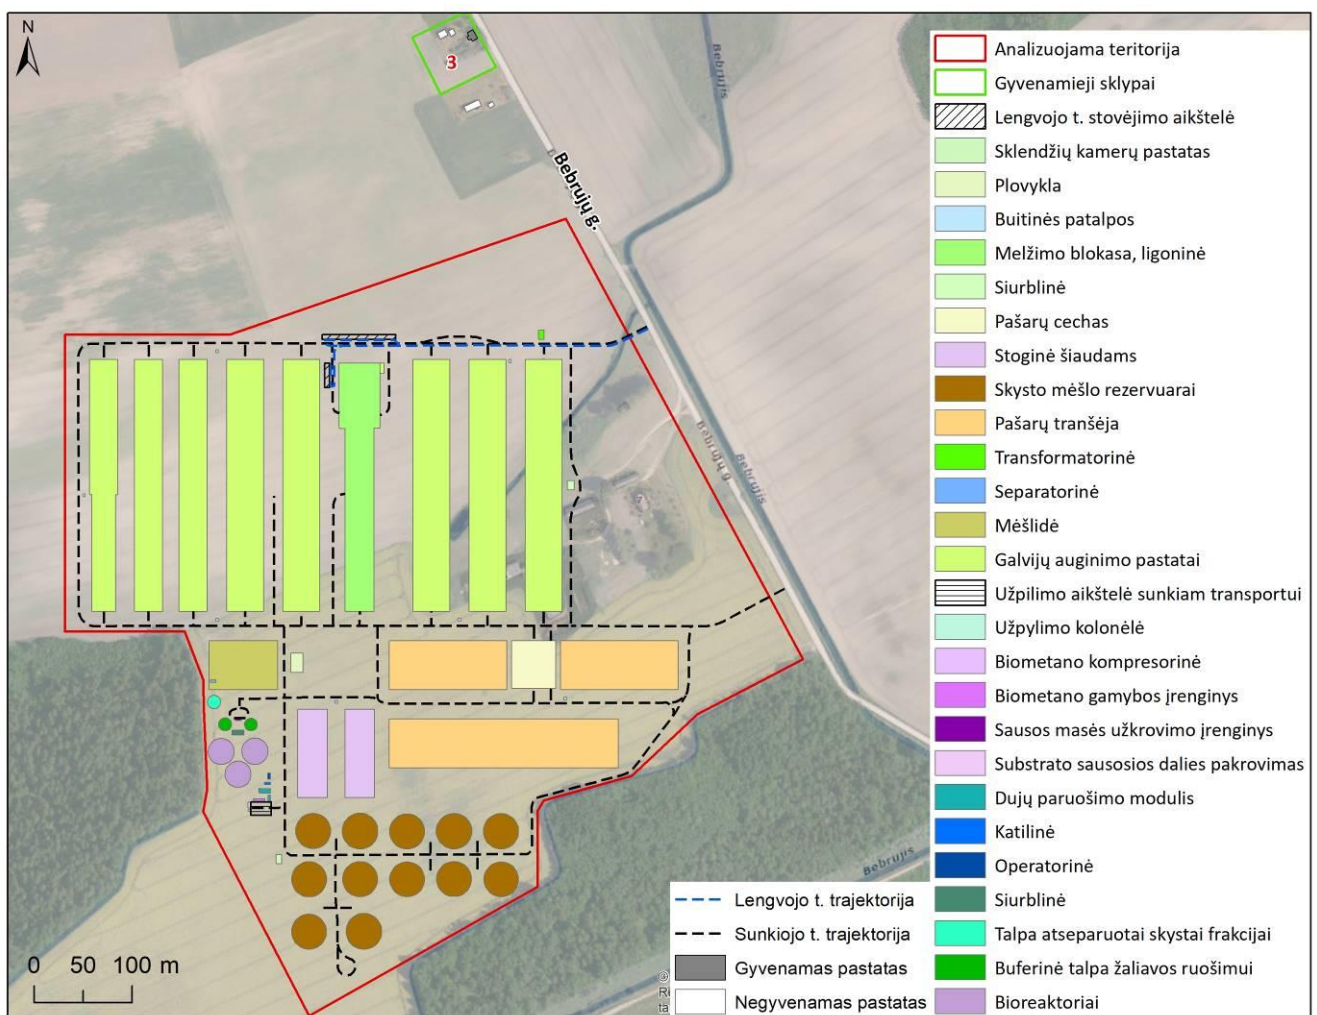 N
3
Bebrujis
Bebrujų g.
Bebrujų g.
Bebrujis
Bebrujis
0 50 100 m
Analizuojama teritorija
Gyvenamieji sklypai
Lengvojo t. stovėjimo aikštelė
Sklendžių kamerų pastatas
Plovykla
Buitinės patalpos
Melžimo blokasa, ligoninė
Siurblinė
Pašarų cechas
Stoginė šiaudams
Skysto mėšlo rezervuarai
Pašarų tranšėja
Transformatorinė
Separatorinė
Mėšlidė
Galvijų auginimo pastatai
Užpilimo aikštelė sunkiam transportui
Užpylimo kolonėlė
Biometano kompresorinė
Biometano gamybos įrenginys
Sausos masės užkrovimo įrenginys
Substrato sausosios dalies pakrovimas
Dujų paruošimo modulis
Katilinė
Operatorinė
Siurblinė
Talpa atseparuotai skystai frakcijai
Buferinė talpa žaliavos ruošimui
Bioreaktoriai
Lengvojo t. trajektorija
Sunkiojo t. trajektorija
Gyvenamas pastatas
Negyvenamas pastatas